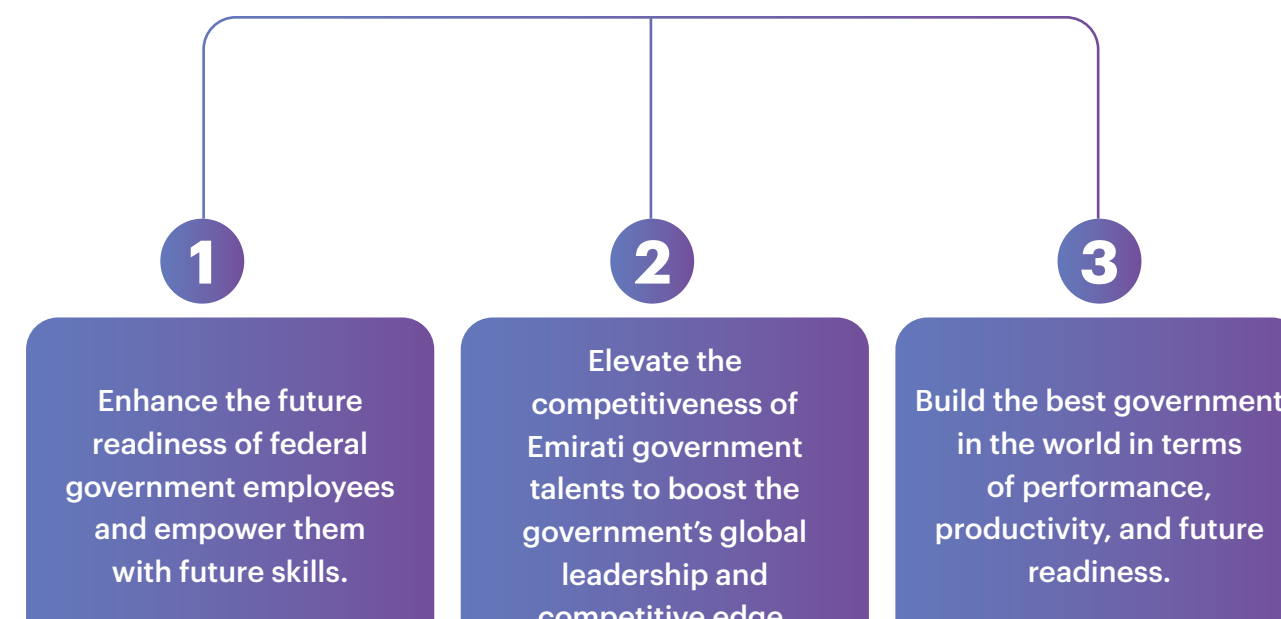 1
Enhance the future
readiness of federal
government employees
and empower them
with future skills.
2
Elevate the
competitiveness of
Emirati government
talents to boost the
government’s global
leadership and
competitive edge
3
Build the best government
in the world in terms
of performance,
productivity, and future
readiness.